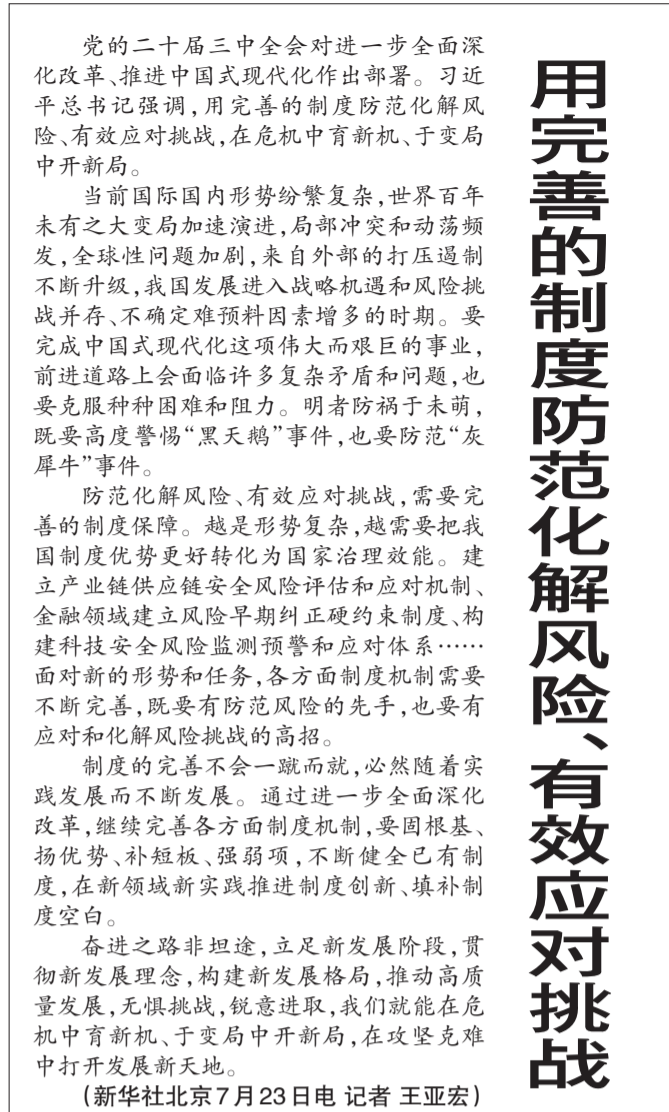 用完善的制度防范化解风险、有效应对挑战
党的二十届三中全会对进一步全面深
化改革、推进中国式现代化作出部署。习近
平总书记强调,用完善的制度防范化解风
险、有效应对挑战,在危机中育新机、于变局
中开新局。
当前国际国内形势纷繁复杂,世界百年
未有之大变局加速演进,局部冲突和动荡频
发,全球性问题加剧,来自外部的打压遏制
不断升级,我国发展进入战略机遇和风险挑
战并存、不确定难预料因素增多的时期。要
完成中国式现代化这项伟大而艰巨的事业,
前进道路上会面临许多复杂矛盾和问题,也
要克服种种困难和阻力。明者防祸于未萌,
既要高度警惕“黑天鹅”事件,也要防范“灰
犀牛”事件。
防范化解风险、有效应对挑战,需要完
善的制度保障。越是形势复杂,越需要把我
国制度优势更好转化为国家治理效能。建
立产业链供应链安全风险评估和应对机制、
金融领域建立风险早期纠正硬约束制度、构
建科技安全风险监测预警和应对体系……
面对新的形势和任务,各方面制度机制需要
不断完善,既要有防范风险的先手,也要有
应对和化解风险挑战的高招。
制度的完善不会一蹴而就,必然随着实
践发展而不断发展。通过进一步全面深化
改革,继续完善各方面制度机制,要固根基、
扬优势、补短板、强弱项,不断健全已有制
度,在新领域新实践推进制度创新、填补制
度空白。
奋进之路非坦途,立足新发展阶段,贯
彻新发展理念,构建新发展格局,推动高质
量发展,无惧挑战,锐意进取,我们就能在危
机中育新机、于变局中开新局,在攻坚克难
中打开发展新天地。
(新华社北京7月23日电 记者 王亚宏)